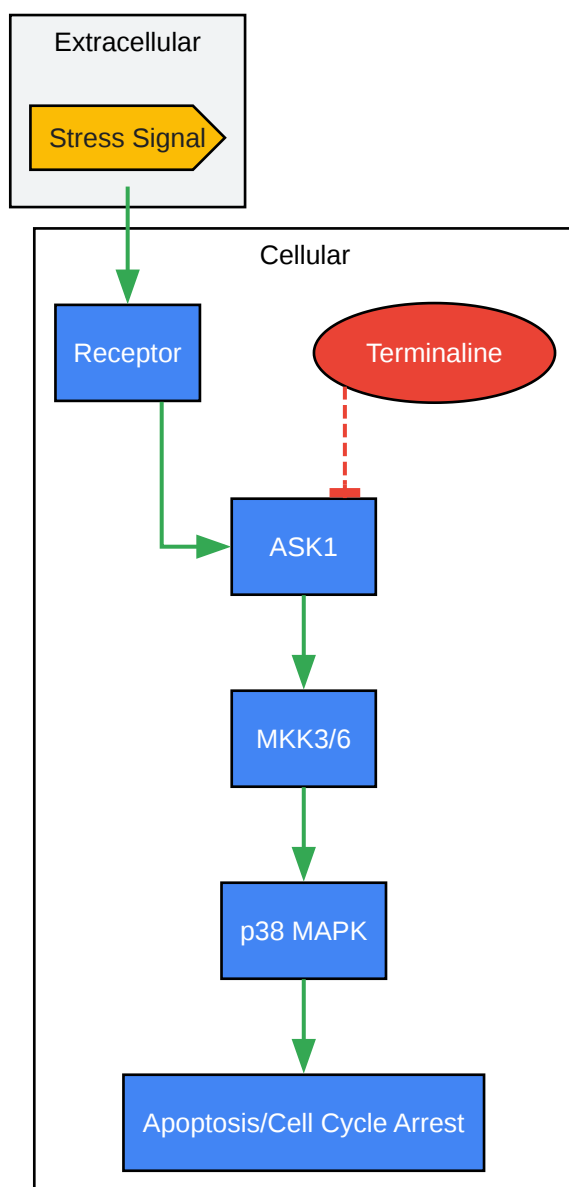 Extracellular
Stress Signal
Cellular
Receptor
Terminaline
ASK1
MKK3/6
p38 MAPK
Apoptosis/Cell Cycle Arrest